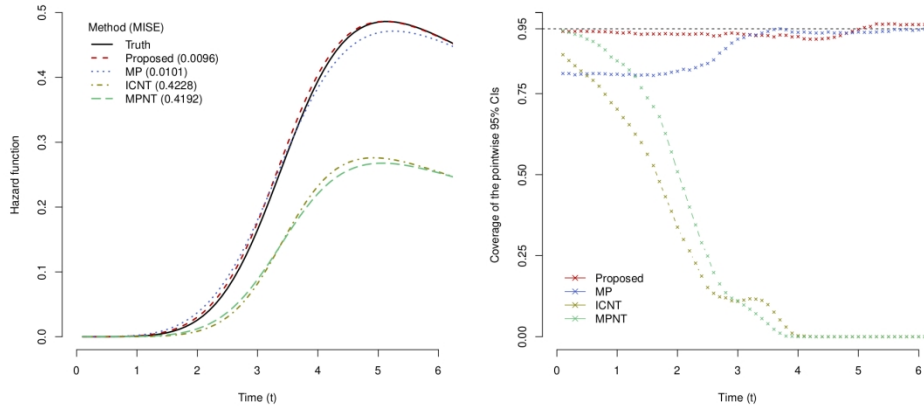 Method (MISE)
Truth
Proposed (0.0096)
MP (0.0101)
ICNT (0.4228)
MPNT (0.4192)
Hazard function
0.0 0.1 0.2 0.3 0.4 0.5
0 1 2 3 4 5 6
Time (t)
Coverage of the pointwise 95% CIs
0.00 0.25 0.50 0.75 0.95
Proposed
MP
ICNT
MPNT
0 1 2 3 4 5 6
Time (t)